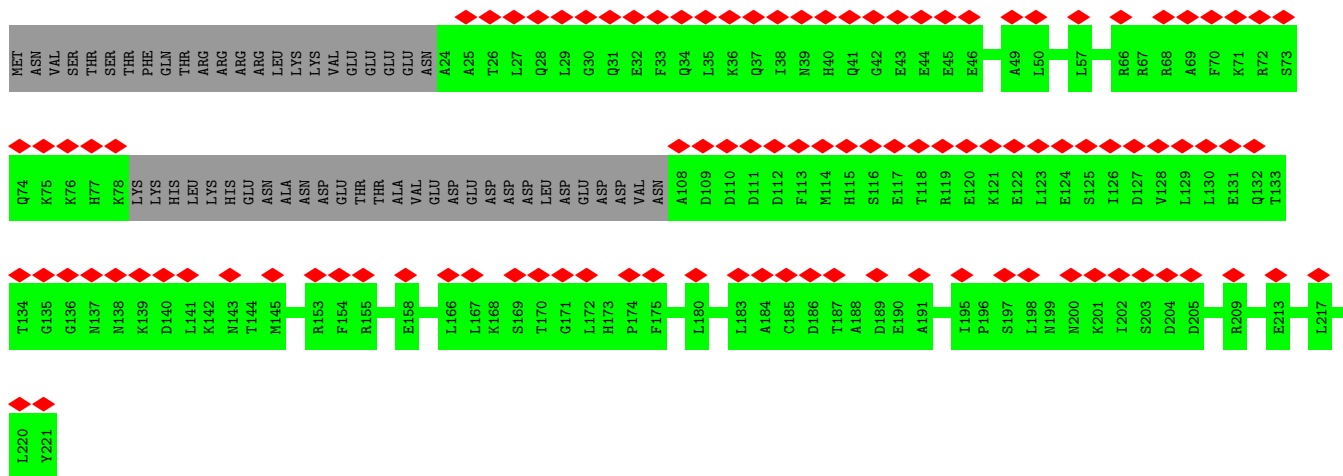 MET ASN VAL SER THR SER THR PHE GLN THR ARG ARG ARG ARG LEU LYS LYS VAL GLU GLU GLU GLU ASN A24 A25 T26 L27 Q28 L29 G30 Q31 E32 F33 Q34 L35 K36 Q37 I38 N39 H40 Q41 G42 E43 E44 E45 E46 A49 L50 L57 R66 R67 R68 A69 F70 K71 R72 S73
Q74 K75 K76 H77 K78 LYS LYS HIS LEU LYS HIS GLU ASN ALA ASN ASP GLU THR THR ALA VAL GLU ASP GLU ASP ASP ASP LEU ASP GLU ASP ASP VAL ASN A108 D109 D110 D111 D112 F113 M114 H115 S116 E117 T118 R119 E120 K121 E122 L123 E124 S125 I126 D127 V128 L129 L130 E131 Q132 T133
T134 G135 G136 N137 N138 K139 D140 L141 K142 N143 T144 M145 R153 F154 R155 E158 L166 L167 K168 S169 T170 G171 L172 H173 P174 F175 L180 L183 A184 C185 D186 T187 A188 D189 E190 A191 I195 P196 S197 L198 N199 N200 K201 I202 S203 D204 D205 R209 E213 L217
L220 Y221